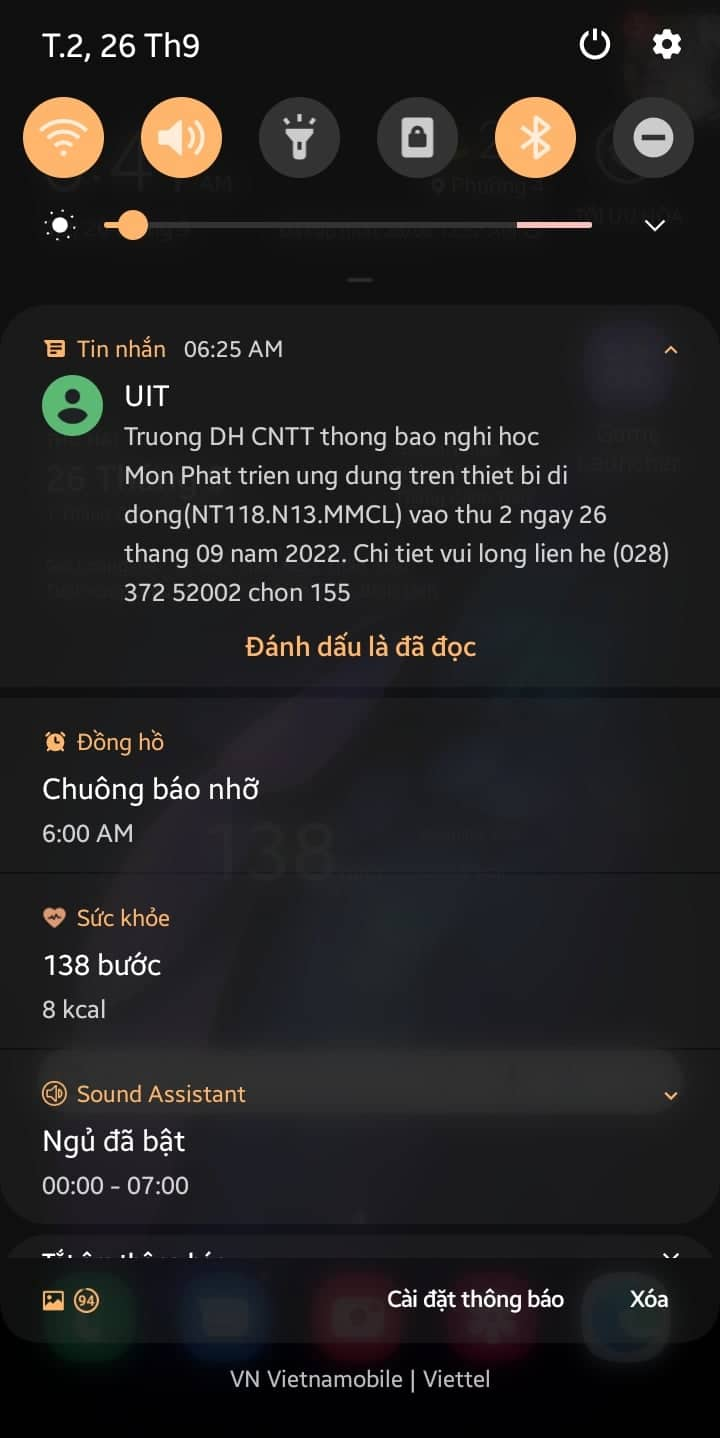 T.2, 26 Th9
Tin nhắn 06:25 AM
UIT
Truong DH CNTT thong bao nghi hoc
Mon Phat trien ung dung tren thiet bi di
dong(NT118.N13.MMCL) vao thu 2 ngay 26
thang 09 nam 2022. Chi tiet vui long lien he (028)
372 52002 chon 155
Đánh dấu là đã đọc
Đồng hồ
Chuông báo nhỡ
6:00 AM
Sức khỏe
138 bước
8 kcal
Sound Assistant
Ngủ đã bật
00:00 - 07:00
94
Cài đặt thông báo
Xóa
VN Vietnamobile | Viettel